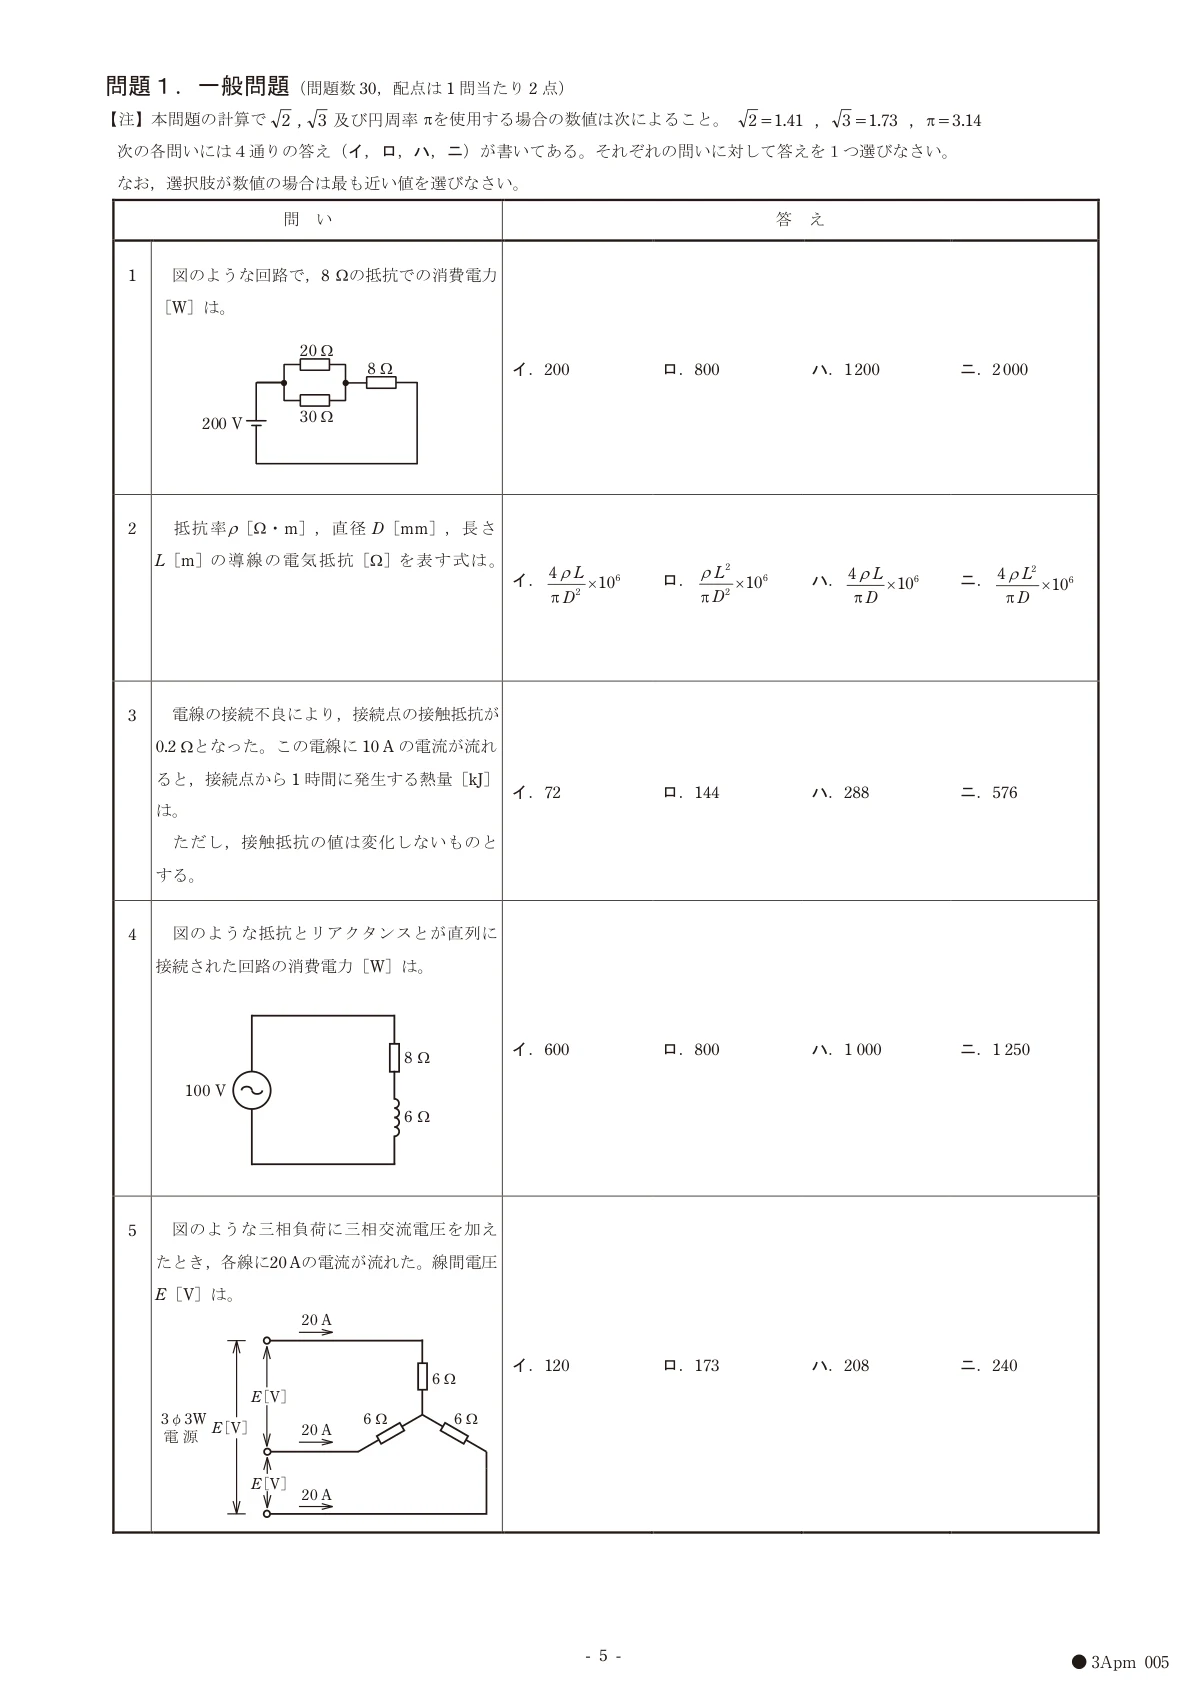 問題１．一般問題（問題数 30，配点は 1 問当たり 2 点）
【注】本問題の計算で √2 , √3 及び円周率 πを使用する場合の数値は次によること。 √2＝1.41 ， √3＝1.73 ，π＝3.14
次の各問いには４通りの答え（イ，ロ，ハ，ニ）が書いてある。それぞれの問いに対して答えを１つ選びなさい。
なお，選択肢が数値の場合は最も近い値を選びなさい。
問 い 答 え
1 図のような回路で，8 Ωの抵抗での消費電力
［W］は。
20 Ω
8 Ω
30 Ω
200 V
イ．200 ロ．800 ハ．1200 ニ．2000
2 抵抗率ρ［Ω・m］，直径 D［mm］，長さ
L［m］の導線の電気抵抗［Ω］を表す式は。
イ．4ρL/πD²×10⁶ ロ．ρL²/πD²×10⁶ ハ．4ρL/πD×10⁶ ニ．4ρL²/πD×10⁶
3 電線の接続不良により，接続点の接触抵抗が
0.2 Ωとなった。この電線に 10 A の電流が流れ
ると，接続点から 1 時間に発生する熱量［kJ］
は。
ただし，接触抵抗の値は変化しないものと
する。
イ．72 ロ．144 ハ．288 ニ．576
4 図のような抵抗とリアクタンスとが直列に
接続された回路の消費電力［W］は。
8 Ω
100 V
6 Ω
イ．600 ロ．800 ハ．1 000 ニ．1 250
5 図のような三相負荷に三相交流電圧を加え
たとき，各線に20Aの電流が流れた。線間電圧
E［V］は。
20 A
6 Ω
E[V]
6 Ω 6 Ω
3φ3W
電 源
E[V]
20 A
E[V]
20 A
イ．120 ロ．173 ハ．208 ニ．240
- 5 -
●3Apm 005